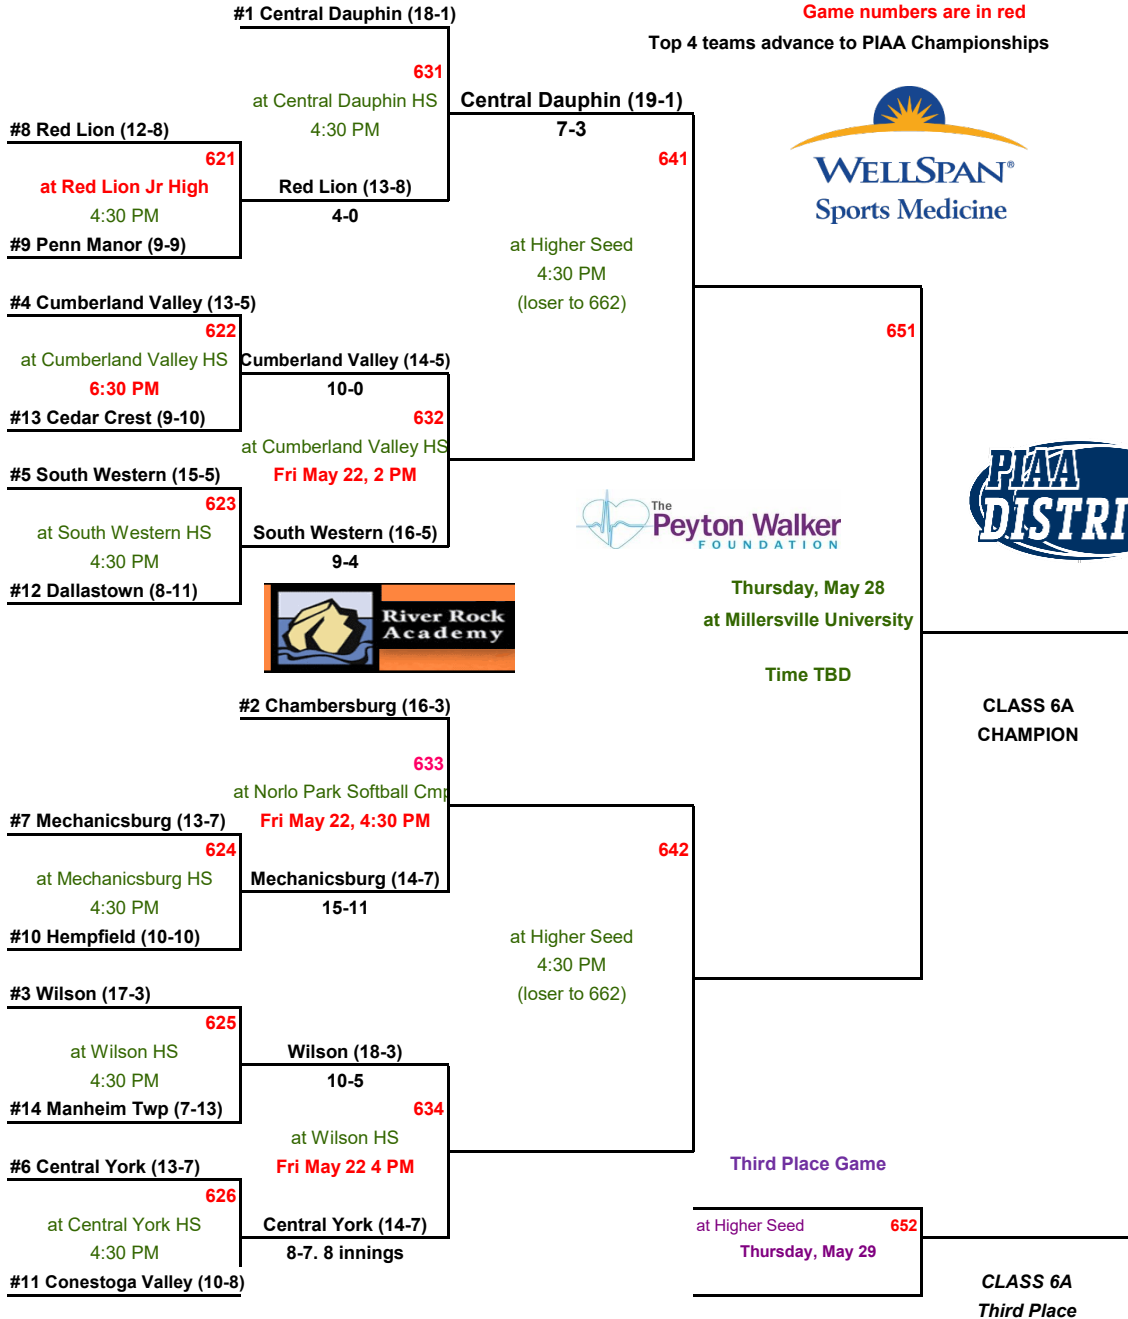 #1 Central Dauphin (18-1)
Game numbers are in red
Top 4 teams advance to PIAA Championships
631
at Central Dauphin HS
4:30 PM
Central Dauphin (19-1)
7-3
WELLSPAN®
Sports Medicine
#8 Red Lion (12-8)
621
at Red Lion Jr High
4:30 PM
#9 Penn Manor (9-9)
Red Lion (13-8)
4-0
641
at Higher Seed
4:30 PM
(loser to 662)
#4 Cumberland Valley (13-5)
622
at Cumberland Valley HS
6:30 PM
#13 Cedar Crest (9-10)
Cumberland Valley (14-5)
10-0
632
at Cumberland Valley HS
Fri May 22, 2 PM
651
#5 South Western (15-5)
623
at South Western HS
4:30 PM
#12 Dallastown (8-11)
South Western (16-5)
9-4
The
Peyton Walker
FOUNDATION
PIAA
DISTRI
River Rock
Academy
Thursday, May 28
at Millersville University
Time TBD
#2 Chambersburg (16-3)
CLASS 6A
CHAMPION
633
at Norlo Park Softball Cmp
Fri May 22, 4:30 PM
#7 Mechanicsburg (13-7)
624
at Mechanicsburg HS
4:30 PM
#10 Hempfield (10-10)
Mechanicsburg (14-7)
15-11
642
at Higher Seed
4:30 PM
(loser to 662)
#3 Wilson (17-3)
625
at Wilson HS
4:30 PM
#14 Manheim Twp (7-13)
Wilson (18-3)
10-5
634
at Wilson HS
Fri May 22 4 PM
#6 Central York (13-7)
626
at Central York HS
4:30 PM
#11 Conestoga Valley (10-8)
Central York (14-7)
8-7. 8 innings
Third Place Game
at Higher Seed
652
Thursday, May 29
CLASS 6A
Third Place